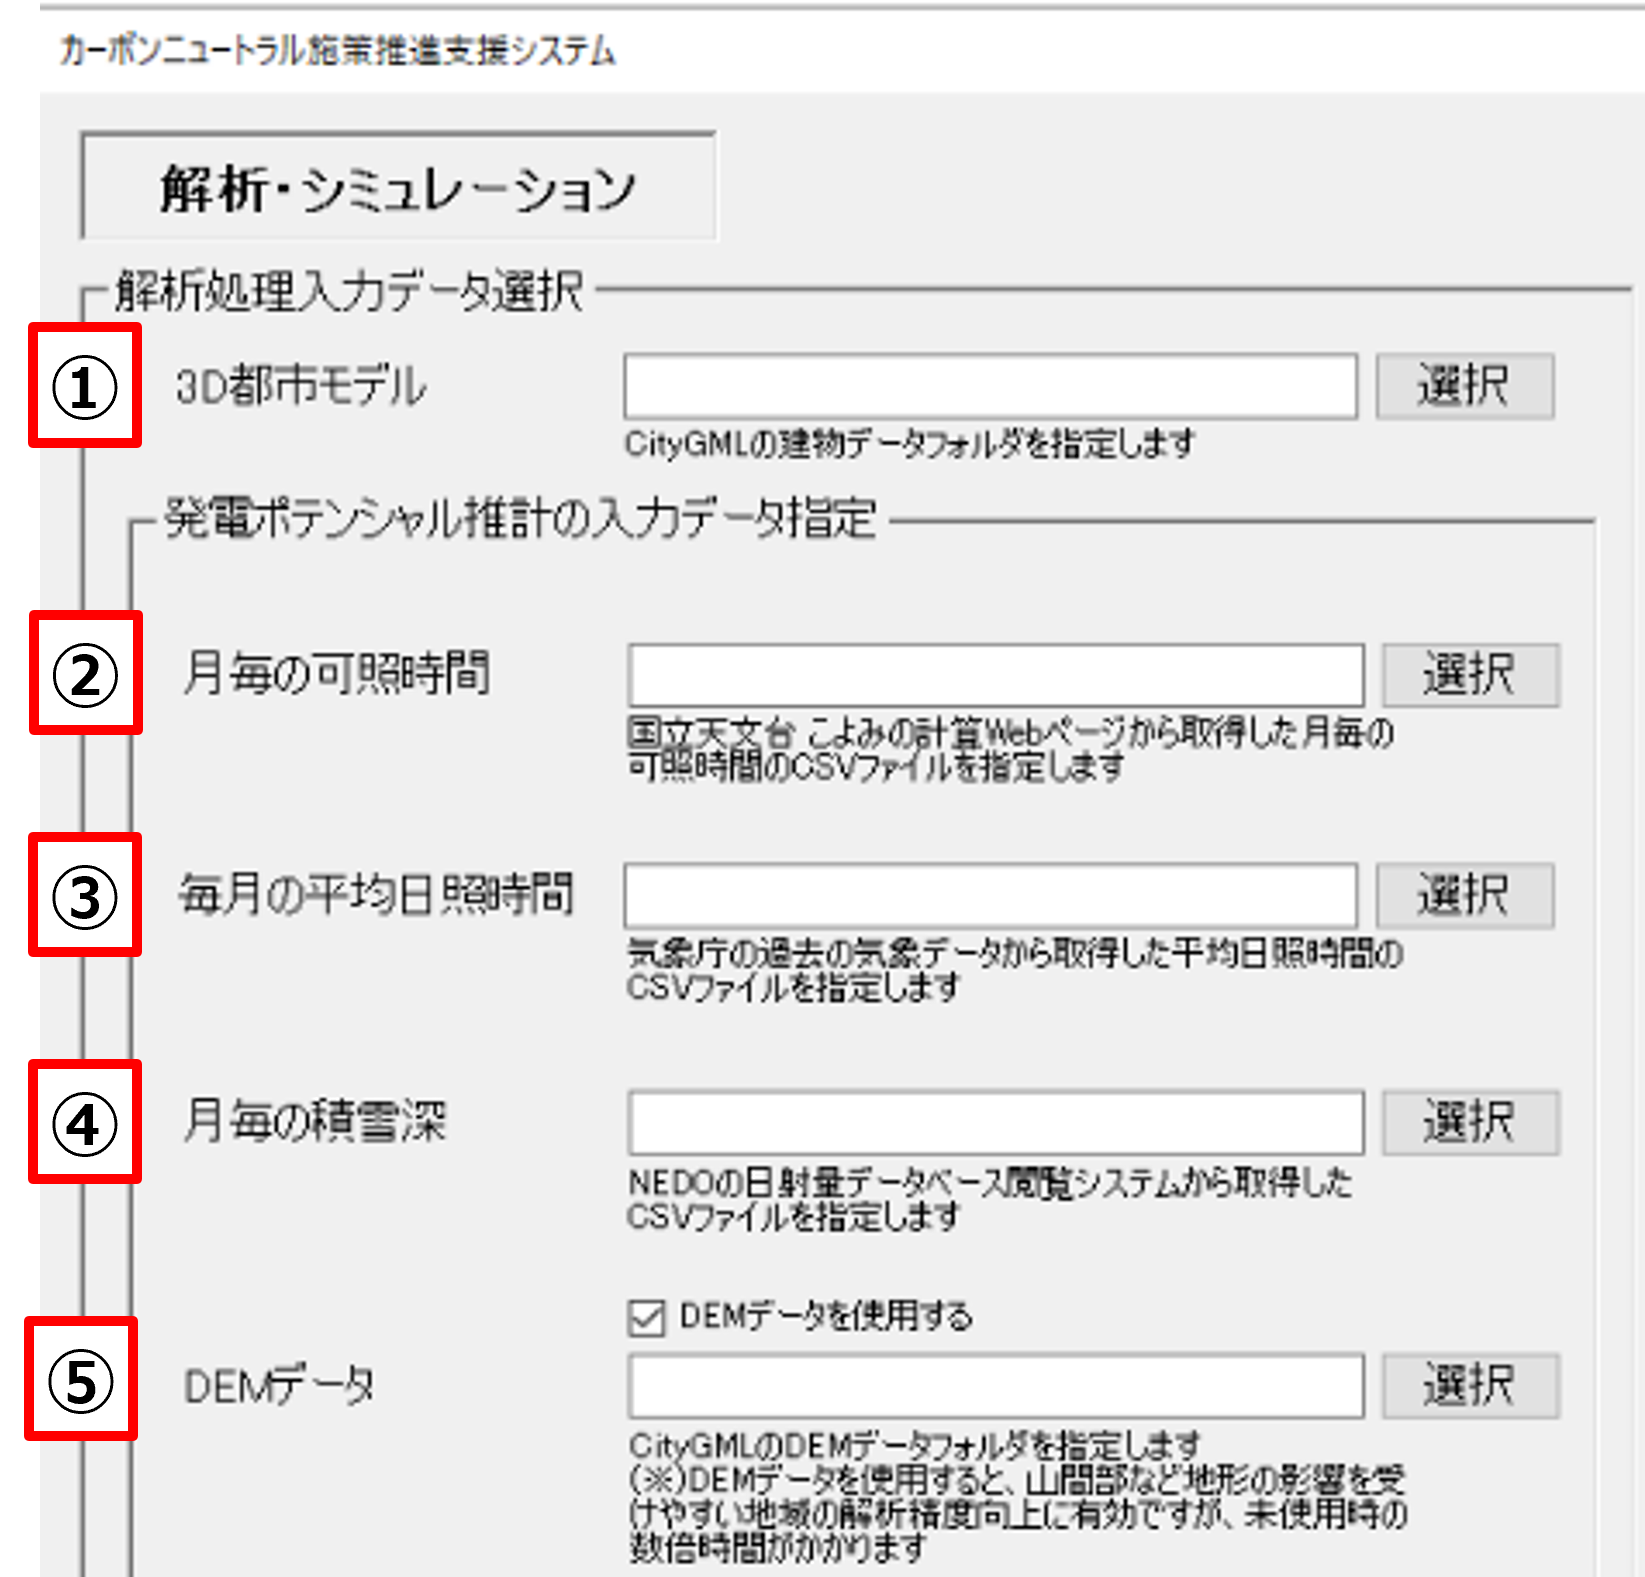 カーボンニュートラル施策推進支援システム
解析・シミュレーション
解析処理入力データ選択
① 3D都市モデル 選択
CityGMLの建物データフォルダを指定します
発電ポテンシャル推計の入力データ指定
② 月毎の可照時間 選択
国立天文台 こよみの計算Webページから取得した月毎の
可照時間のCSVファイルを指定します
③ 毎月の平均日照時間 選択
気象庁の過去の気象データから取得した平均日照時間の
CSVファイルを指定します
④ 月毎の積雪深 選択
NEDOの日射量データベース閲覧システムから取得した
CSVファイルを指定します
DEMデータを使用する
⑤ DEMデータ 選択
CityGMLのDEMデータフォルダを指定します
(※)DEMデータを使用すると、山間部など地形の影響を受
けやすい地域の解析精度向上に有効ですが、未使用時の
数倍時間がかかります